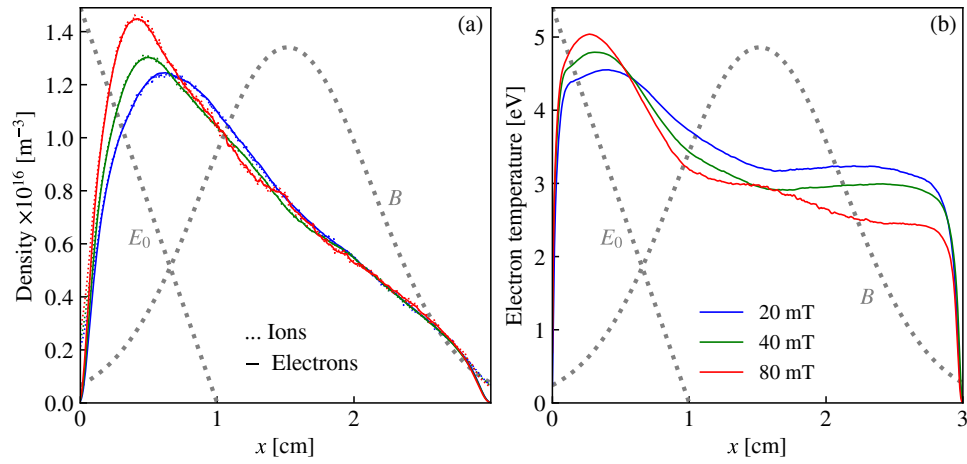 (a)
1.4
1.2
1.0
0.8
0.6
0.4
0.2
0.0
Density ×10¹⁶ [m⁻³]
E₀
B
... Ions
— Electrons
0
1
2
x [cm]
(b)
5
4
3
2
1
0
Electron temperature [eV]
E₀
B
20 mT
40 mT
80 mT
0
1
2
3
x [cm]